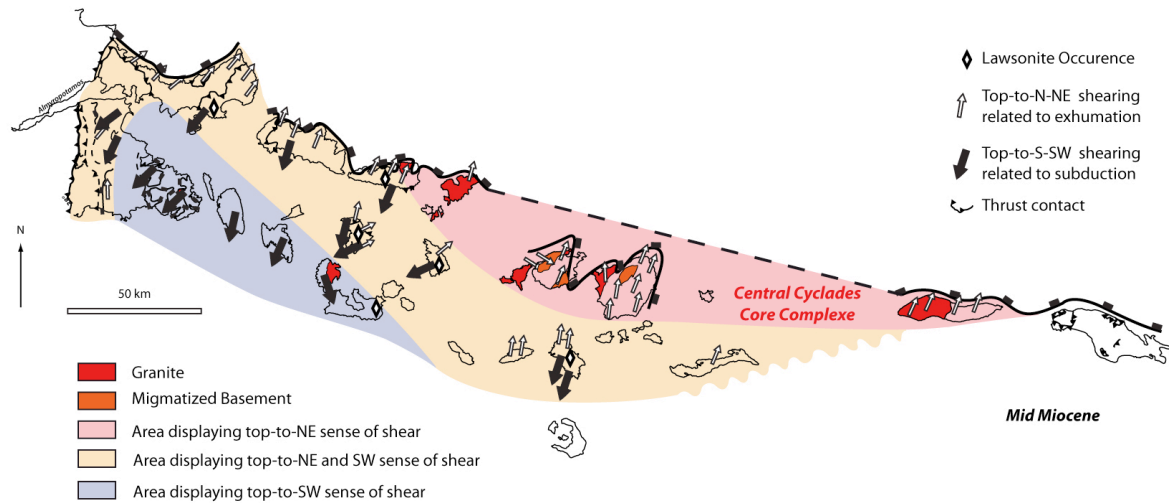 Almyropotamos
Lawsonite Occurence
Top-to-N-NE shearing
related to exhumation
Top-to-S-SW shearing
related to subduction
Thrust contact
N
50 km
Central Cyclades
Core Complexe
Mid Miocene
Granite
Migmatized Basement
Area displaying top-to-NE sense of shear
Area displaying top-to-NE and SW sense of shear
Area displaying top-to-SW sense of shear